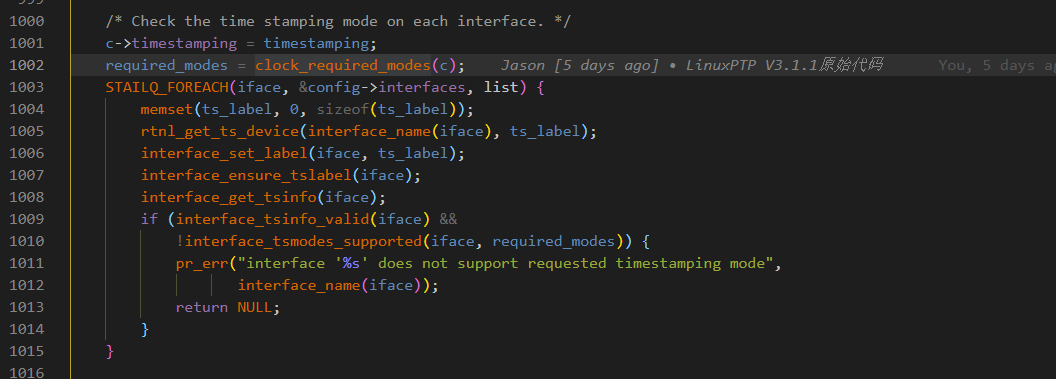 999
1000 /* Check the time stamping mode on each interface. */
1001 c->timestamping = timestamping;
1002 required_modes = clock_required_modes(c); Jason [5 days ago] • LinuxPTP V3.1.1原始代码 You, 5 days a
1003 STAILQ_FOREACH(iface, &config->interfaces, list) {
1004 memset(ts_label, 0, sizeof(ts_label));
1005 rtnl_get_ts_device(interface_name(iface), ts_label);
1006 interface_set_label(iface, ts_label);
1007 interface_ensure_tslabel(iface);
1008 interface_get_tsinfo(iface);
1009 if (interface_tsinfo_valid(iface) &&
1010 !interface_tsmodes_supported(iface, required_modes)) {
1011 pr_err("interface '%s' does not support requested timestamping mode",
1012 interface_name(iface));
1013 return NULL;
1014 }
1015 }
1016